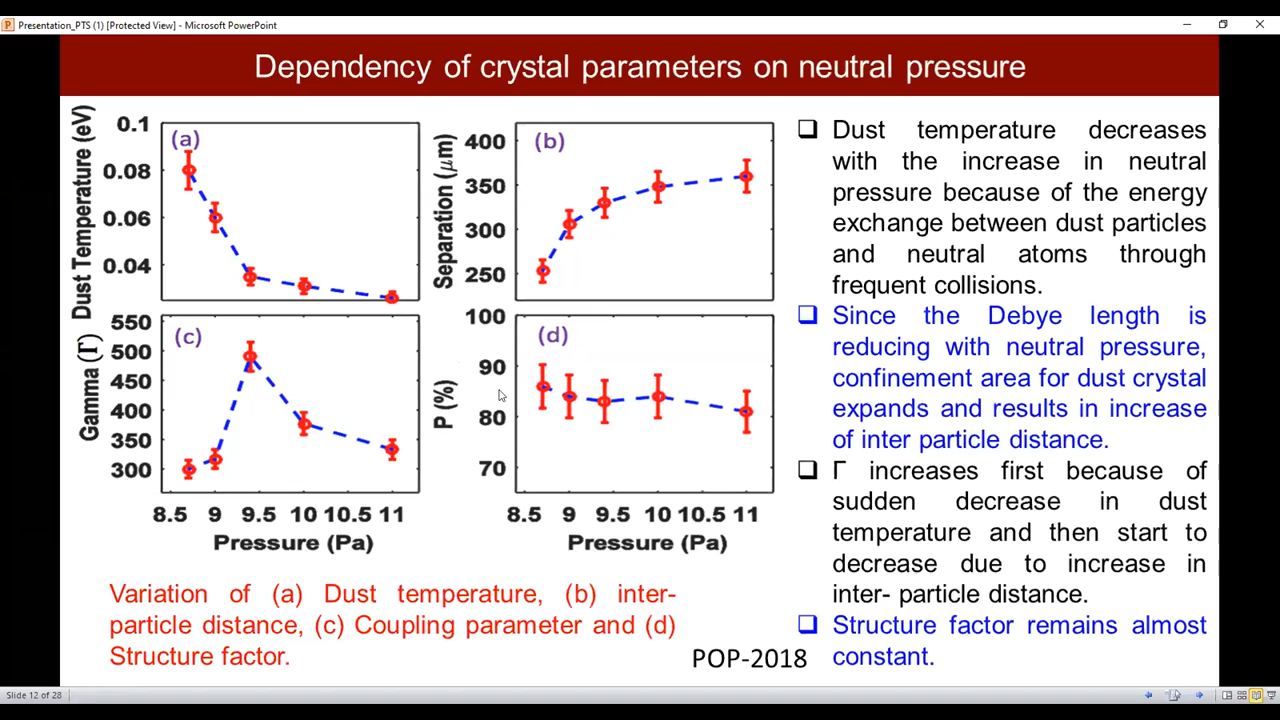 Presentation_PTS (1) [Protected View] - Microsoft PowerPoint
Dependency of crystal parameters on neutral pressure
(a)
Dust Temperature (eV)
0.1
0.08
0.06
0.04
(b)
Separation (μm)
400
350
300
250
(c)
Gamma (Γ)
550
500
450
400
350
300
8.5 9 9.5 10 10.5 11
Pressure (Pa)
(d)
P (%)
100
90
80
70
8.5 9 9.5 10 10.5 11
Pressure (Pa)
Variation of (a) Dust temperature, (b) inter-
particle distance, (c) Coupling parameter and (d)
Structure factor.
POP-2018
❑ Dust temperature decreases
with the increase in neutral
pressure because of the energy
exchange between dust particles
and neutral atoms through
frequent collisions.
❑ Since the Debye length is
reducing with neutral pressure,
confinement area for dust crystal
expands and results in increase
of inter particle distance.
❑ Γ increases first because of
sudden decrease in dust
temperature and then start to
decrease due to increase in
inter- particle distance.
❑ Structure factor remains almost
constant.
Slide 12 of 28